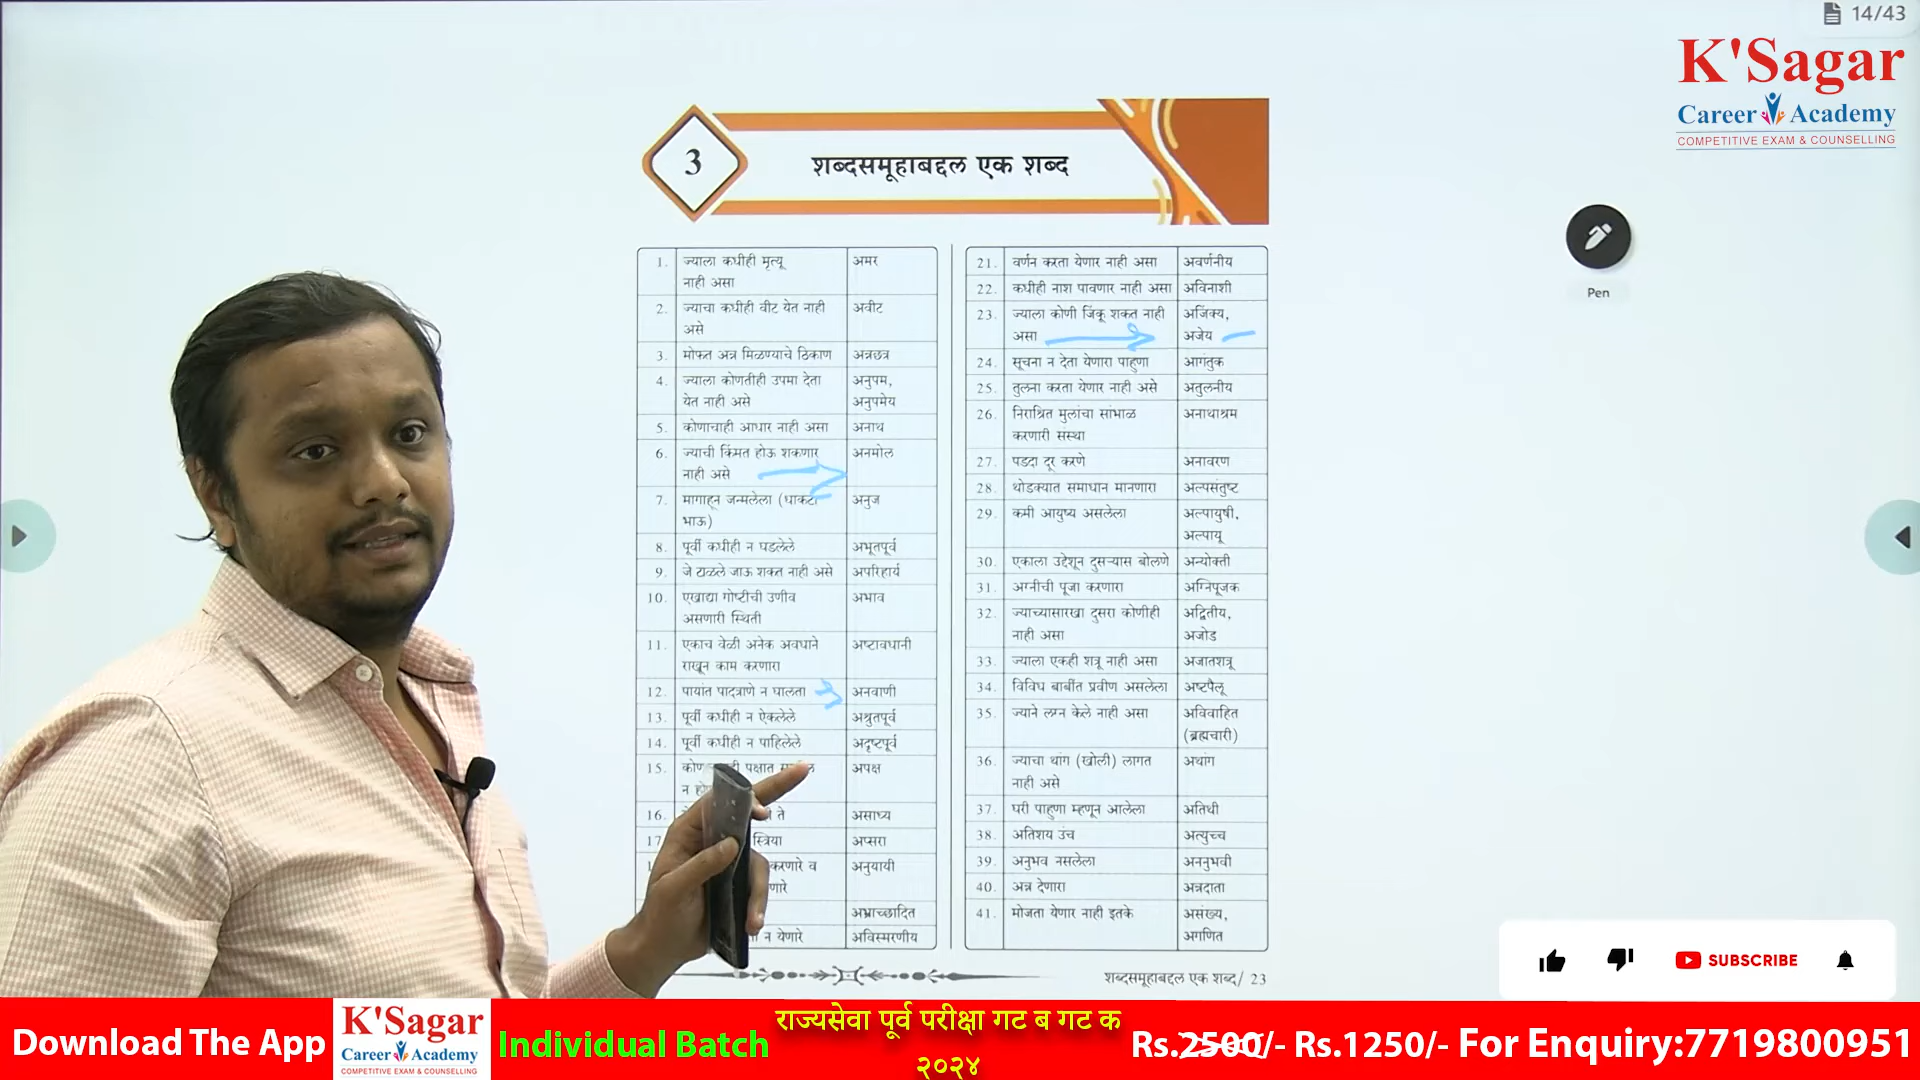 14/43
K'Sagar
Career Academy
COMPETITIVE EXAM & COUNSELLING
3
शब्दसमूहाबद्दल एक शब्द
1. ज्याला कधीही मृत्यू अमर
नाही असा
2. ज्याचा कधीही वीट येत नाही अवीट
असे
3. मोफत अन्न मिळण्याचे ठिकाण अन्नछत्र
4. ज्याला कोणतीही उपमा देता अनुपम,
येत नाही असे अनुपमेय
5. कोणाचाही आधार नाही असा अनाथ
6. ज्याची किंमत होऊ शकणार अनमोल
नाही असे
7. मागाहून जन्मलेला (धाकटा अनुज
भाऊ)
8. पूर्वी कधीही न घडलेले अभूतपूर्व
9. जे टाळले जाऊ शकत नाही असे अपरिहार्य
10. एखाद्या गोष्टीची उणीव अभाव
असणारी स्थिती
11. एकाच वेळी अनेक अवधाने अष्टावधानी
राखून काम करणारा
12. पायांत पादत्राणे न घालता अनवाणी
13. पूर्वी कधीही न ऐकलेले अश्रुतपूर्व
14. पूर्वी कधीही न पाहिलेले अदृष्टपूर्व
15. पक्षात अपक्ष
न
16. ते असाध्य
17 स्त्रिया अप्सरा
करणारे व अनुयायी
अभ्राच्छादित
न येणारे अविस्मरणीय
21. वर्णन करता येणार नाही असा अवर्णनीय
22. कधीही नाश पावणार नाही असा अविनाशी
23. ज्याला कोणी जिंकू शकत नाही अजिंक्य,
असा अजेय
24. सूचना न देता येणारा पाहुणा आगंतुक
25. तुलना करता येणार नाही असे अतुलनीय
26. निराश्रित मुलांचा सांभाळ अनाथाश्रम
करणारी संस्था
27. पडदा दूर करणे अनावरण
28. थोडक्यात समाधान मानणारा अल्पसंतुष्ट
29. कमी आयुष्य असलेला अल्पायुषी,
अल्पायू
30. एकाला उद्देशून दुसऱ्यास बोलणे अन्योक्ती
31. अग्नीची पूजा करणारा अग्निपूजक
32. ज्याच्यासारखा दुसरा कोणीही अद्वितीय,
नाही असा अजोड
33. ज्याला एकही शत्रू नाही असा अजातशत्रू
34. विविध बाबींत प्रवीण असलेला अष्टपैलू
35. ज्याने लग्न केले नाही असा अविवाहित
(ब्रह्मचारी)
36. ज्याचा थांग (खोली) लागत अथांग
नाही असे
37. घरी पाहुणा म्हणून आलेला अतिथी
38. अतिशय उंच अत्युच्च
39. अनुभव नसलेला अननुभवी
40. अन्न देणारा अन्नदाता
41. मोजता येणार नाही इतके असंख्य,
अगणित
शब्दसमूहाबद्दल एक शब्द/ 23
Pen
SUBSCRIBE
Download The App
K'Sagar
Career Academy
COMPETITIVE EXAM & COUNSELLING
Individual Batch
राज्यसेवा पूर्व परीक्षा गट ब गट क
२०२४
Rs.2500/- Rs.1250/- For Enquiry:7719800951